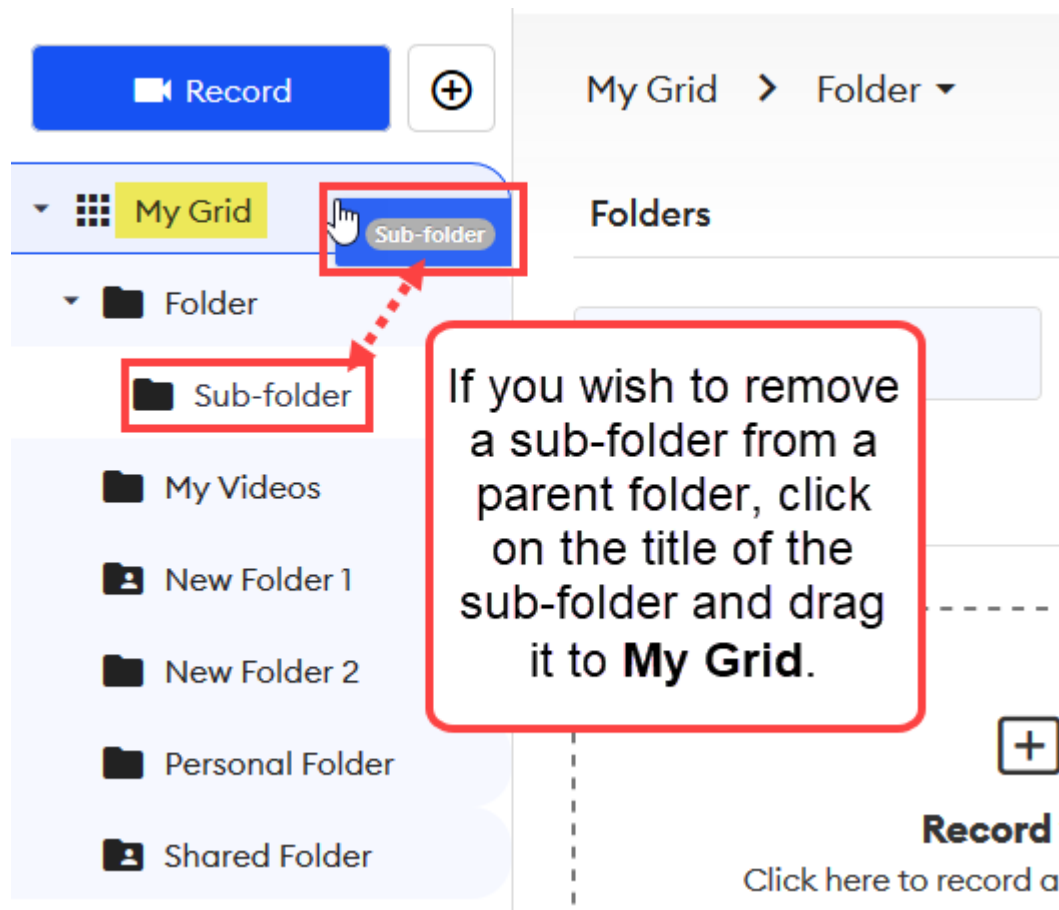 Record
My Grid
Sub-folder
Folder
Sub-folder
My Videos
New Folder 1
New Folder 2
Personal Folder
Shared Folder
My Grid > Folder
Folders
If you wish to remove
a sub-folder from a
parent folder, click
on the title of the
sub-folder and drag
it to My Grid.
Record
Click here to record a